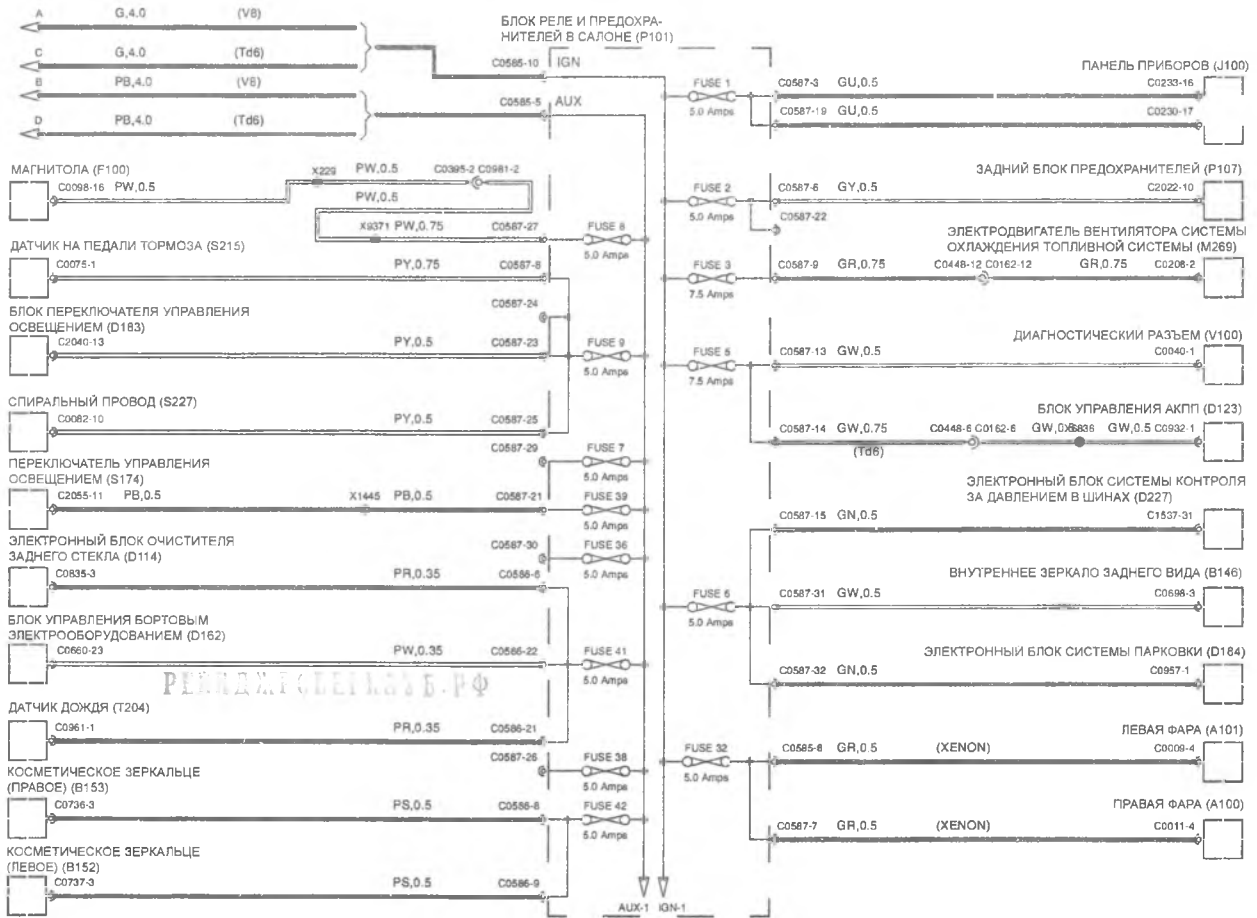 A G,4.0 (V8)
C G,4.0 (Td6)
B PB,4.0 (V8)
D PB,4.0 (Td6)
БЛОК РЕЛЕ И ПРЕДОХРА-
НИТЕЛЕЙ В САЛОНЕ (P101)
C0585-10 IGN
C0585-5 AUX
МАГНИТОЛА (F100)
C0098-16 PW,0.5
X229 PW,0.5 C0395-2 C0981-2
PW,0.5
X9371 PW,0.75 C0587-27 FUSE 8
5.0 Amps
ДАТЧИК НА ПЕДАЛИ ТОРМОЗА (S215)
C0075-1 PY,0.75 C0587-8
C0587-24
БЛОК ПЕРЕКЛЮЧАТЕЛЯ УПРАВЛЕНИЯ
ОСВЕЩЕНИЕМ (D183)
C2040-13 PY,0.5 C0587-23 FUSE 9
5.0 Amps
СПИРАЛЬНЫЙ ПРОВОД (S227)
C0082-10 PY,0.5 C0587-25
C0587-29 FUSE 7
5.0 Amps
ПЕРЕКЛЮЧАТЕЛЬ УПРАВЛЕНИЯ
ОСВЕЩЕНИЕМ (S174)
C2055-11 PB,0.5 X1445 PB,0.5 C0587-21 FUSE 39
5.0 Amps
ЭЛЕКТРОННЫЙ БЛОК ОЧИСТИТЕЛЯ
ЗАДНЕГО СТЕКЛА (D114)
C0587-30 FUSE 36
5.0 Amps
C0835-3 PR,0.35 C0586-6
БЛОК УПРАВЛЕНИЯ БОРТОВЫМ
ЭЛЕКТРООБОРУДОВАНИЕМ (D162)
C0660-23 PW,0.35 C0586-22 FUSE 41
5.0 Amps
ДАТЧИК ДОЖДЯ (T204)
C0961-1 PR,0.35 C0586-21
C0587-26 FUSE 38
5.0 Amps
КОСМЕТИЧЕСКОЕ ЗЕРКАЛЬЦЕ
(ПРАВОЕ) (B153)
C0736-3 PS,0.5 C0586-8 FUSE 42
5.0 Amps
КОСМЕТИЧЕСКОЕ ЗЕРКАЛЬЦЕ
(ЛЕВОЕ) (B152)
C0737-3 PS,0.5 C0586-9
AUX-1 IGN-1
ПАНЕЛЬ ПРИБОРОВ (J100)
FUSE 1 C0587-3 GU,0.5 C0233-16
5.0 Amps C0587-19 GU,0.5 C0230-17
ЗАДНИЙ БЛОК ПРЕДОХРАНИТЕЛЕЙ (P107)
FUSE 2 C0587-6 GY,0.5 C2022-10
5.0 Amps C0587-22
ЭЛЕКТРОДВИГАТЕЛЬ ВЕНТИЛЯТОРА СИСТЕМЫ
ОХЛАЖДЕНИЯ ТОПЛИВНОЙ СИСТЕМЫ (M269)
FUSE 3 C0587-9 GR,0.75 C0448-12 C0162-12 GR,0.75 C0208-2
7.5 Amps
ДИАГНОСТИЧЕСКИЙ РАЗЪЕМ (V100)
FUSE 5 C0587-13 GW,0.5 C0040-1
7.5 Amps
БЛОК УПРАВЛЕНИЯ АКПП (D123)
C0587-14 GW,0.75 C0448-6 C0162-6 GW,0.5 GW,0.5 C0932-1
(Td6)
ЭЛЕКТРОННЫЙ БЛОК СИСТЕМЫ КОНТРОЛЯ
ЗА ДАВЛЕНИЕМ В ШИНАХ (D227)
C0587-15 GN,0.5 C1537-31
ВНУТРЕННЕЕ ЗЕРКАЛО ЗАДНЕГО ВИДА (B146)
FUSE 6 C0587-31 GW,0.5 C0698-3
5.0 Amps
ЭЛЕКТРОННЫЙ БЛОК СИСТЕМЫ ПАРКОВКИ (D184)
C0587-32 GN,0.5 C0957-1
ЛЕВАЯ ФАРА (A101)
FUSE 32 C0585-8 GR,0.5 (XENON) C0009-4
5.0 Amps
ПРАВАЯ ФАРА (A100)
C0587-7 GR,0.5 (XENON) C0011-4